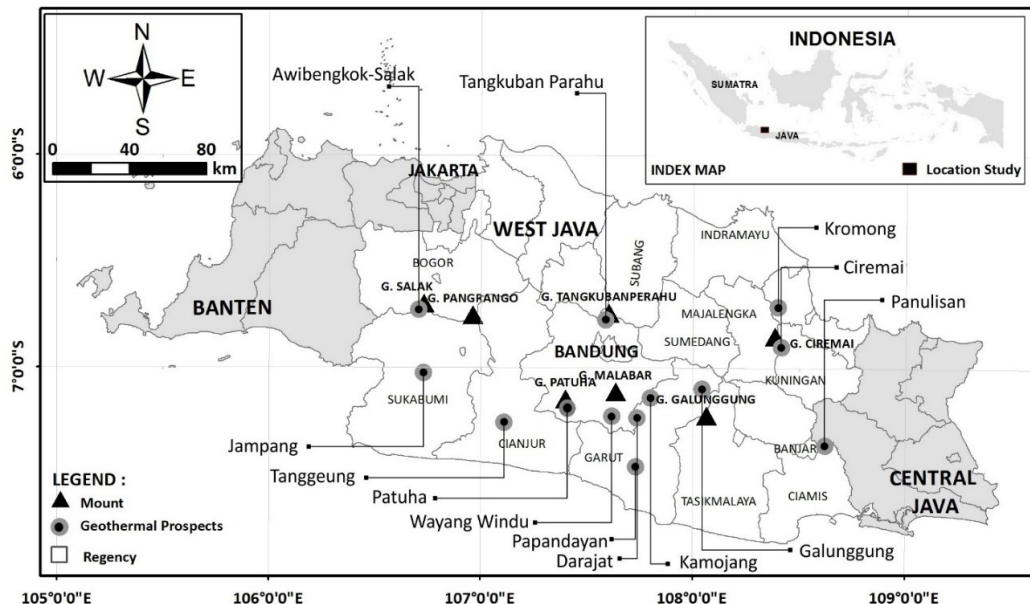 N
W
E
S
0
40
80
km
Awibengkok-Salak
Tangkuban Parahu
INDONESIA
SUMATRA
JAVA
INDEX MAP
Location Study
6°0'0"S
7°0'0"S
JAKARTA
WEST JAVA
INDRAMAYU
Kromong
Ciremai
Panulisan
BOGOR
SUBANG
G. SALAK
G. PANGRANGO
G. TANGKUBANPERAHU
MAJALENGKA
BANTEN
SUMEDANG
G. CIREMAI
BANDUNG
G. MALABAR
KUNINGAN
G. PATUHA
G. GALUNGGUNG
SUKABUMI
CIANJUR
GARUT
BANJAR
CENTRAL
JAVA
TASIKMALAYA
CIAMIS
Jampang
Tanggeung
Patuha
Wayang Windu
Papandayan
Darajat
Kamojang
Galunggung
LEGEND :
Mount
Geothermal Prospects
Regency
105°0'0"E
106°0'0"E
107°0'0"E
108°0'0"E
109°0'0"E